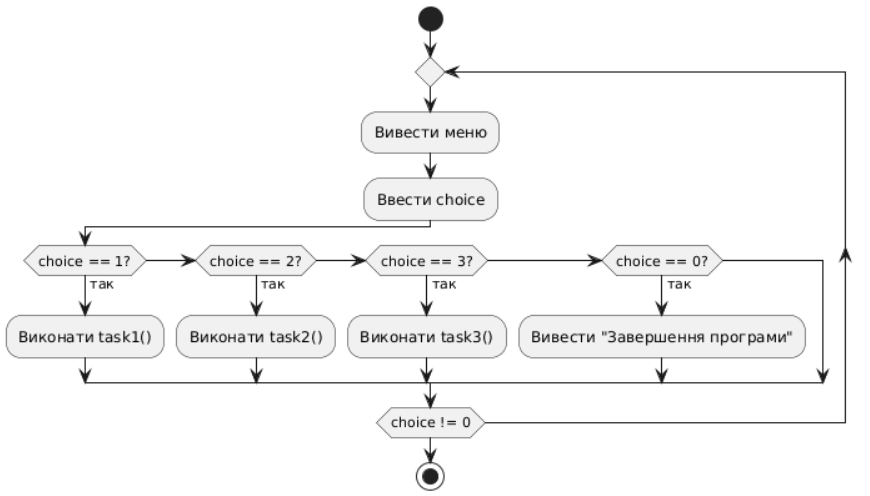 Вивести меню
Ввести choice
choice == 1?
choice == 2?
choice == 3?
choice == 0?
так
так
так
так
Виконати task1()
Виконати task2()
Виконати task3()
Вивести "Завершення програми"
choice != 0